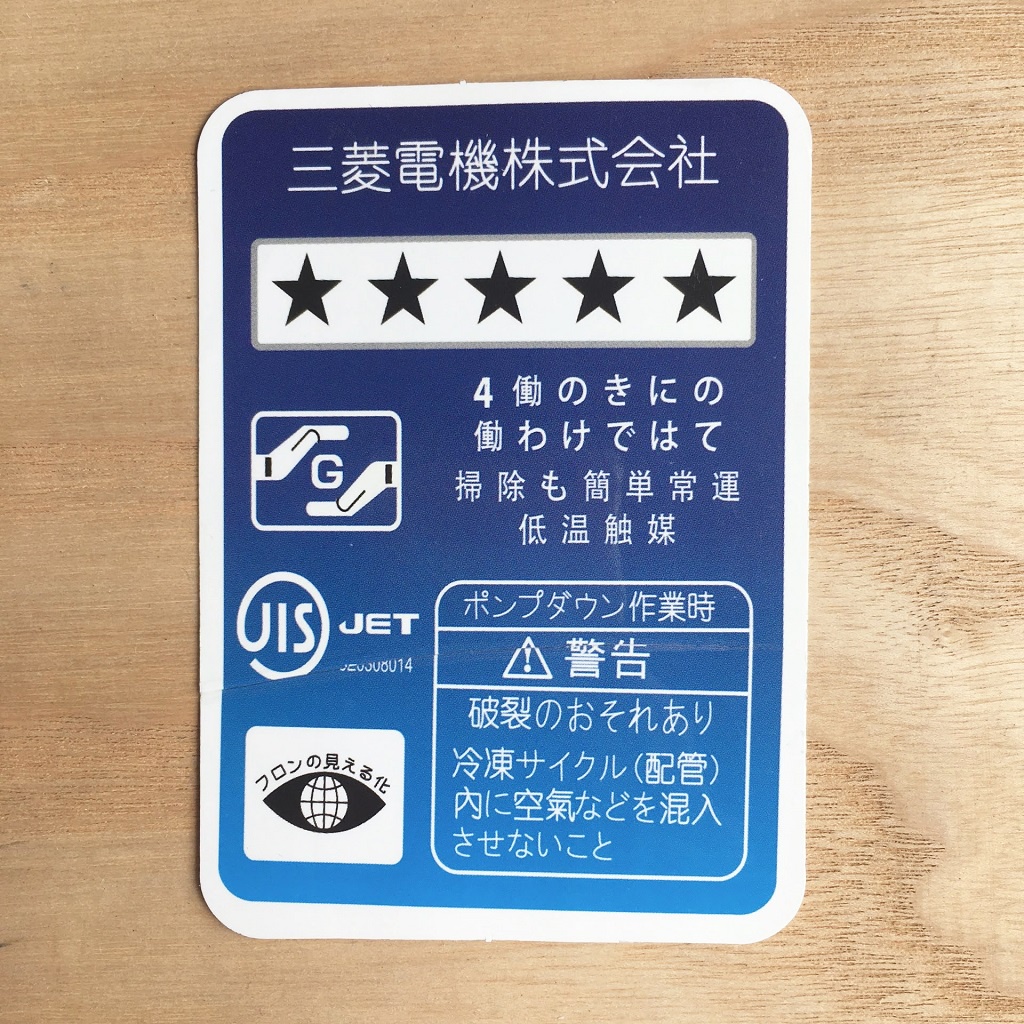 三菱電機株式会社
★★★★★
4働のきにの
働わけではて
掃除も簡単常運
低温触媒
G
JIS JET
ポンプダウン作業時
警告
破裂のおそれあり
冷凍サイクル(配管)
内に空氣などを混入
させないこと
フロンの見える化